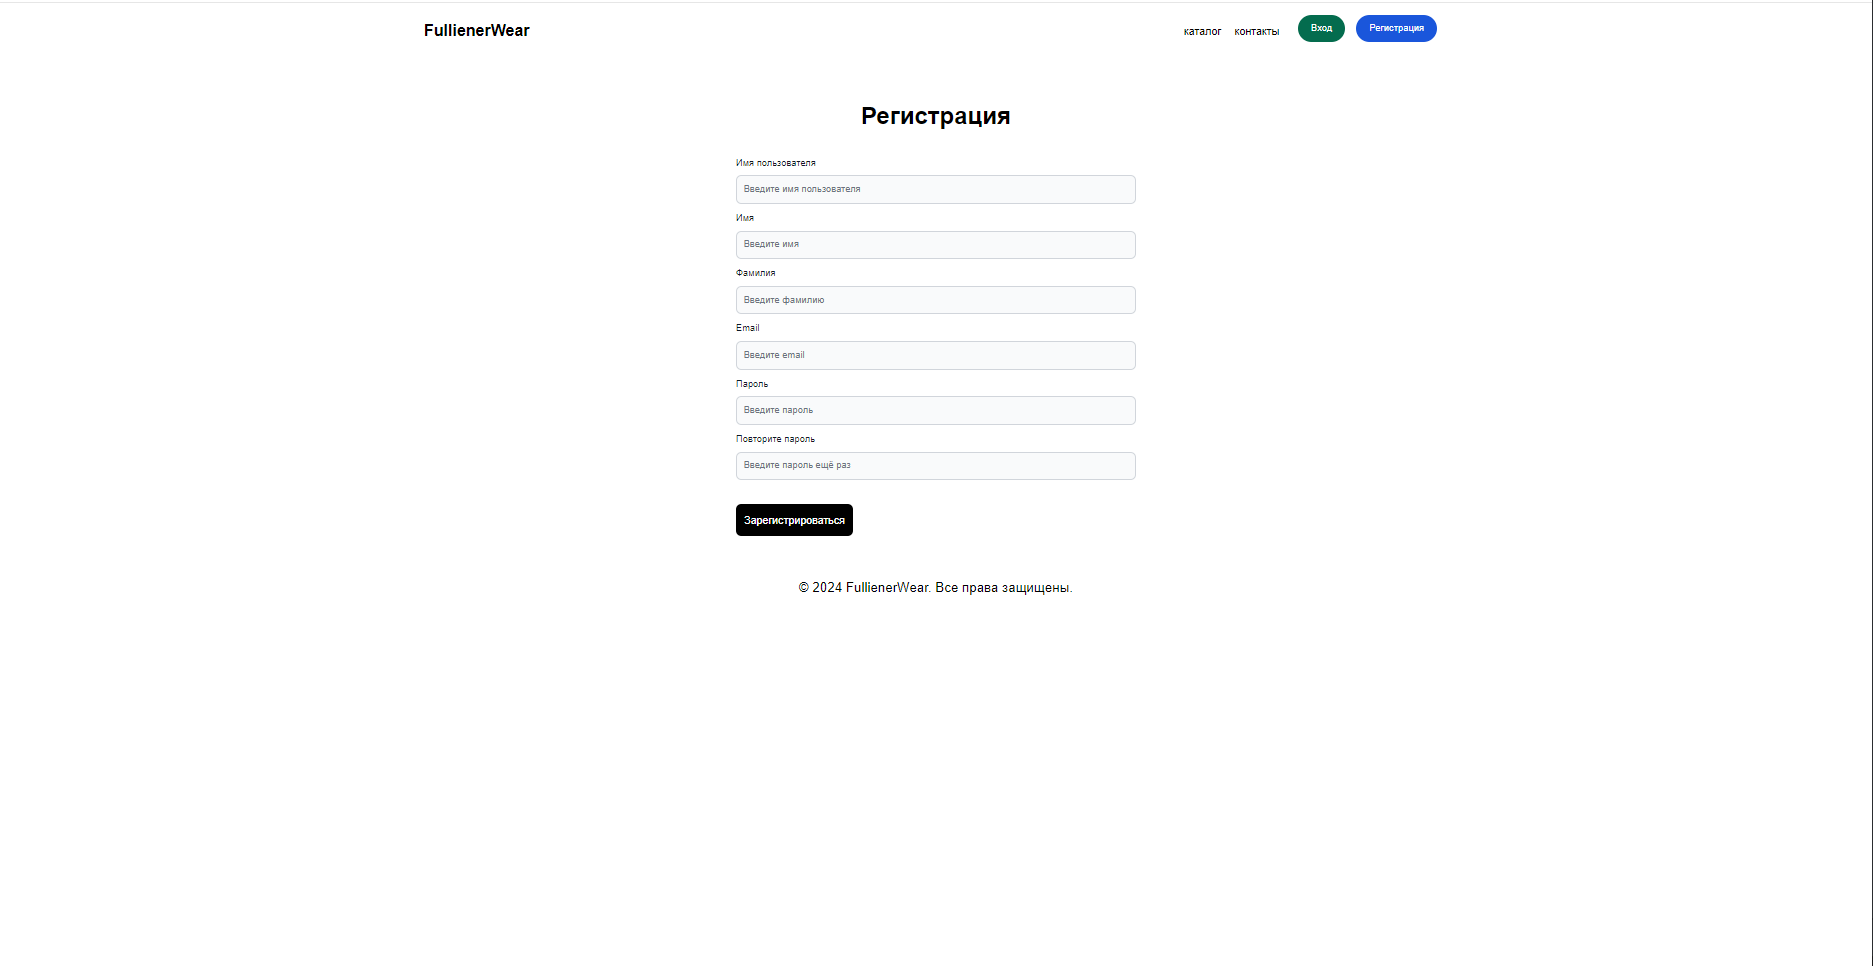 FullienerWear
каталог контакты Вход Регистрация
Регистрация
Имя пользователя
Введите имя пользователя
Имя
Введите имя
Фамилия
Введите фамилию
Email
Введите email
Пароль
Введите пароль
Повторите пароль
Введите пароль ещё раз
Зарегистрироваться
© 2024 FullienerWear. Все права защищены.